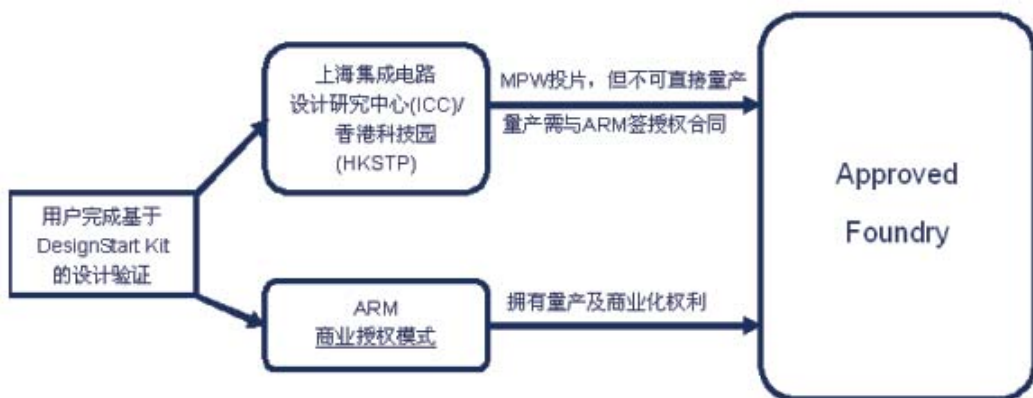 上海集成电路
设计研究中心(ICC)/
香港科技园
(HKSTP)
MPW投片，但不可直接量产
量产需与ARM签授权合同
用户完成基于
DesignStart Kit
的设计验证
ARM
商业授权模式
拥有量产及商业化权利
Approved
Foundry